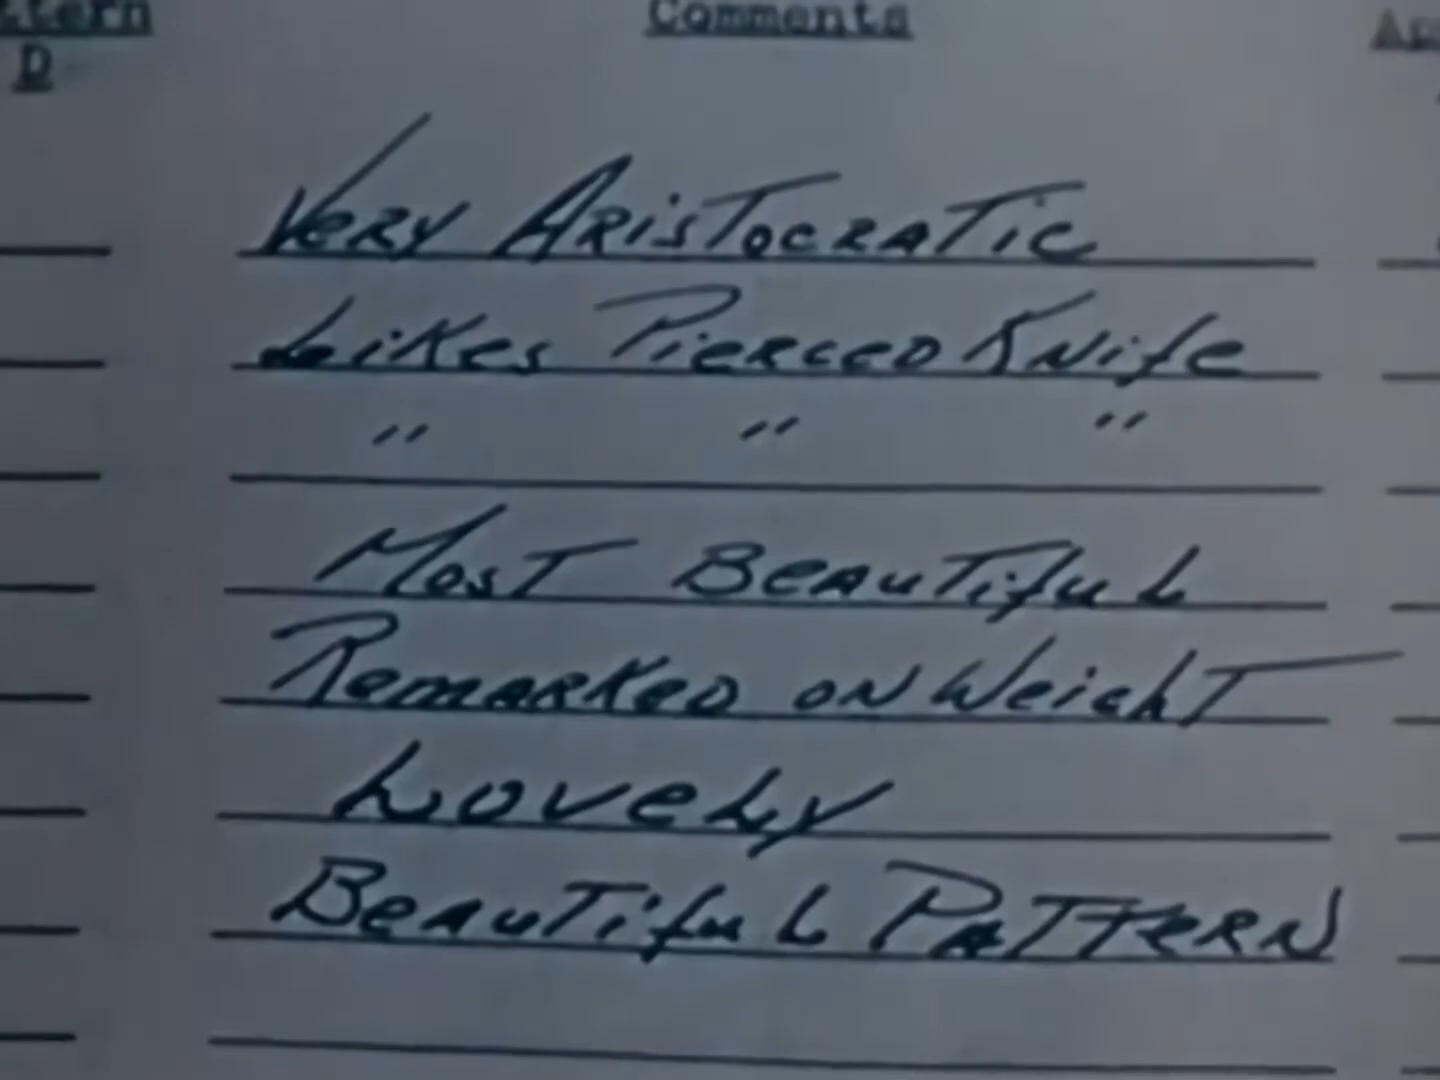 Comments
D
Very Aristocratic
Likes Pierced Knife
" " "
Most Beautiful
Remarked on Weight
Lovely
Beautiful Pattern